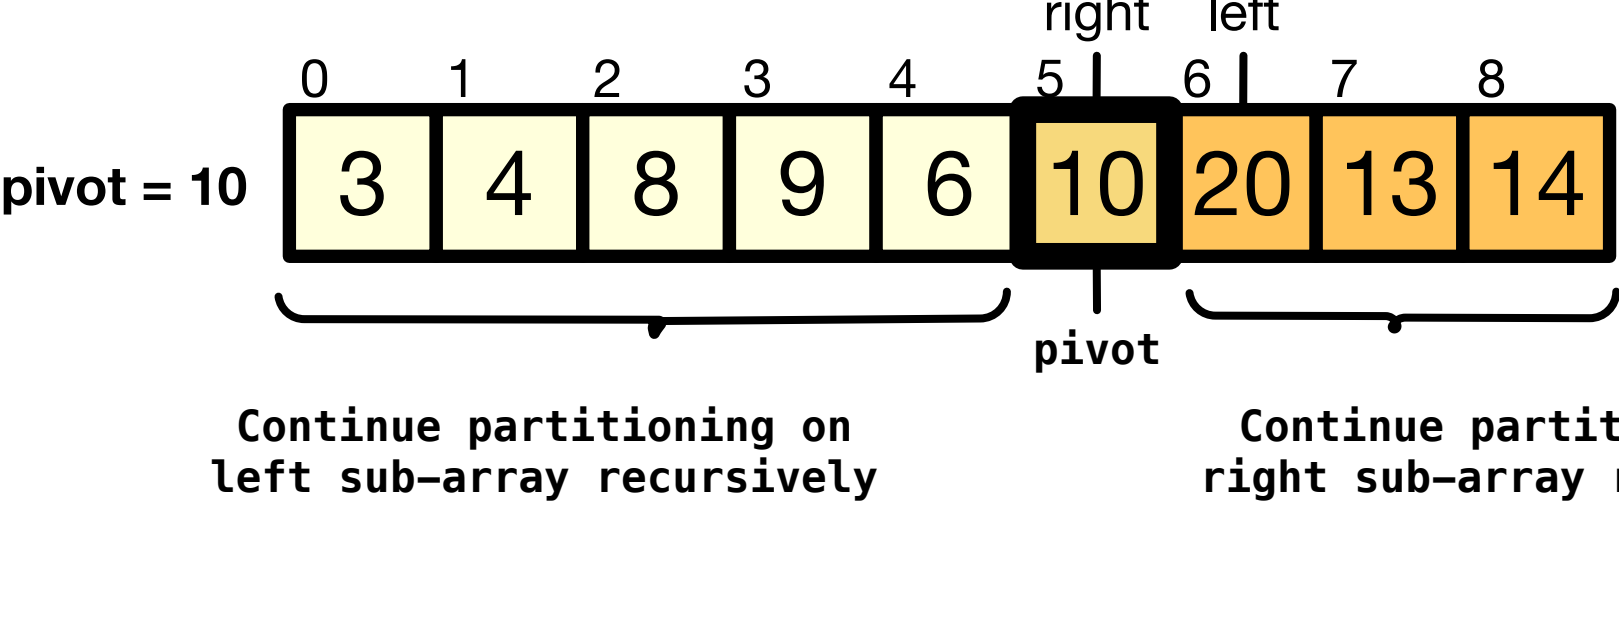 right left
0 1 2 3 4 5 6 7 8
pivot = 10 3 4 8 9 6 10 20 13 14
pivot
Continue partitioning on
left sub-array recursively
Continue
right sub-array